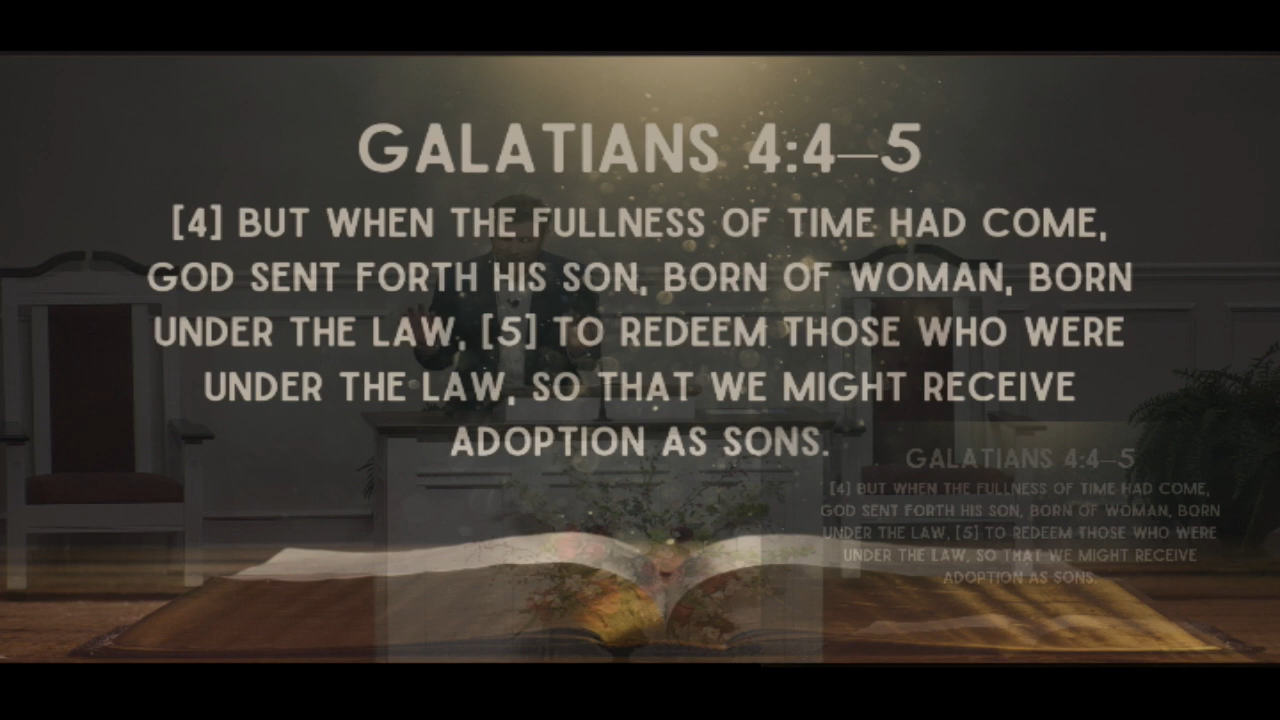 GALATIANS 4:4–5
[4] BUT WHEN THE FULLNESS OF TIME HAD COME,
GOD SENT FORTH HIS SON, BORN OF WOMAN, BORN
UNDER THE LAW, [5] TO REDEEM THOSE WHO WERE
UNDER THE LAW, SO THAT WE MIGHT RECEIVE
ADOPTION AS SONS.
GALATIANS 4:4–5
[4] BUT WHEN THE FULLNESS OF TIME HAD COME,
GOD SENT FORTH HIS SON, BORN OF WOMAN, BORN
UNDER THE LAW, [5] TO REDEEM THOSE WHO WERE
UNDER THE LAW, SO THAT WE MIGHT RECEIVE
ADOPTION AS SONS.